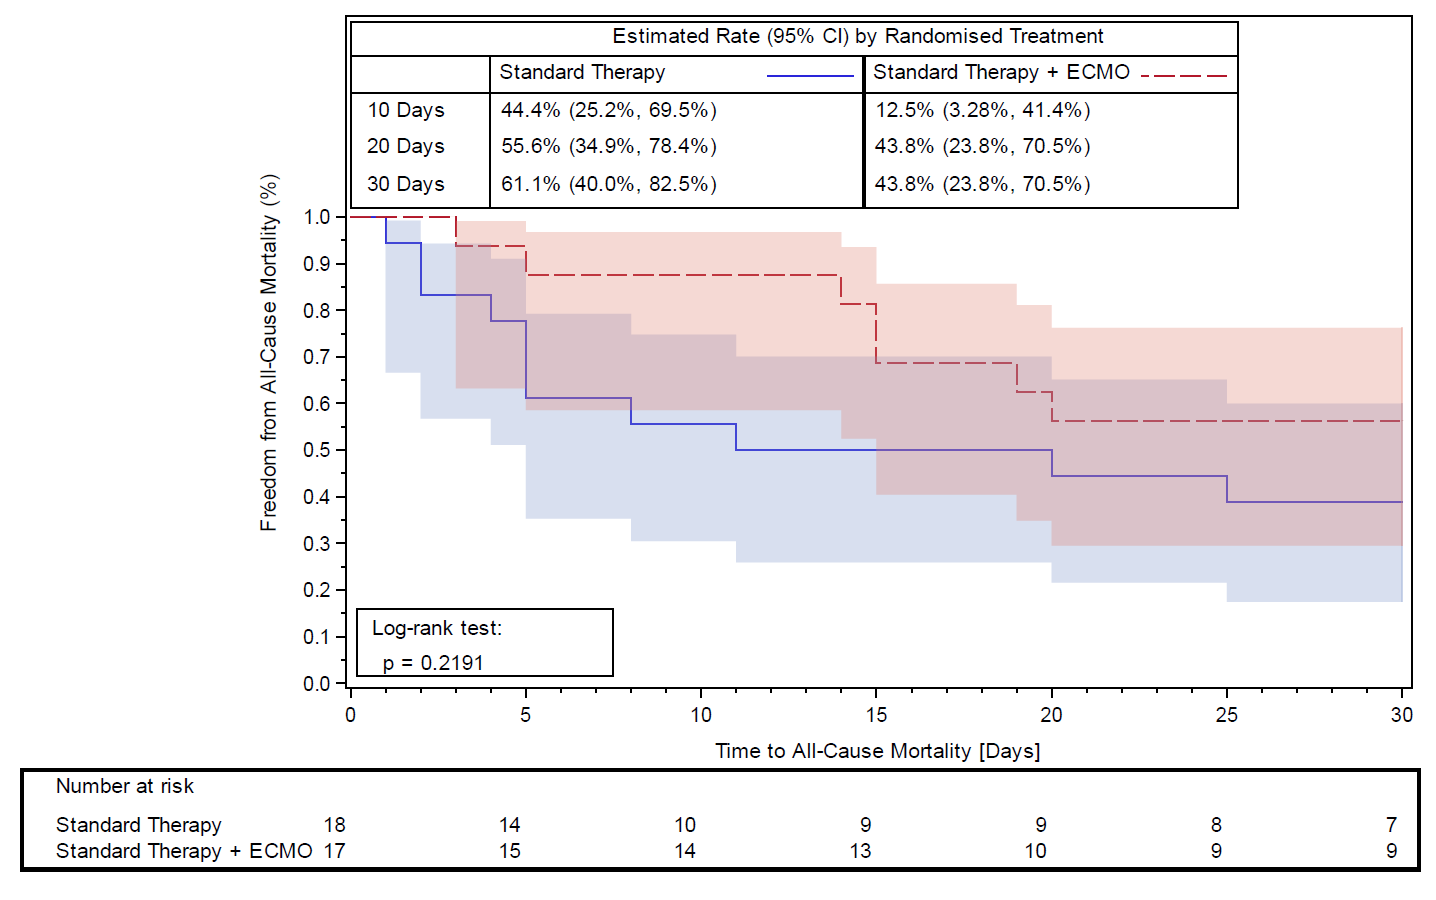 Estimated Rate (95% CI) by Randomised Treatment
Standard Therapy Standard Therapy + ECMO
10 Days 44.4% (25.2%, 69.5%) 12.5% (3.28%, 41.4%)
20 Days 55.6% (34.9%, 78.4%) 43.8% (23.8%, 70.5%)
30 Days 61.1% (40.0%, 82.5%) 43.8% (23.8%, 70.5%)
Freedom from All-Cause Mortality (%)
1.0
0.9
0.8
0.7
0.6
0.5
0.4
0.3
0.2
0.1
0.0
Log-rank test:
p = 0.2191
0 5 10 15 20 25 30
Time to All-Cause Mortality [Days]
Number at risk
Standard Therapy 18 14 10 9 9 8 7
Standard Therapy + ECMO 17 15 14 13 10 9 9